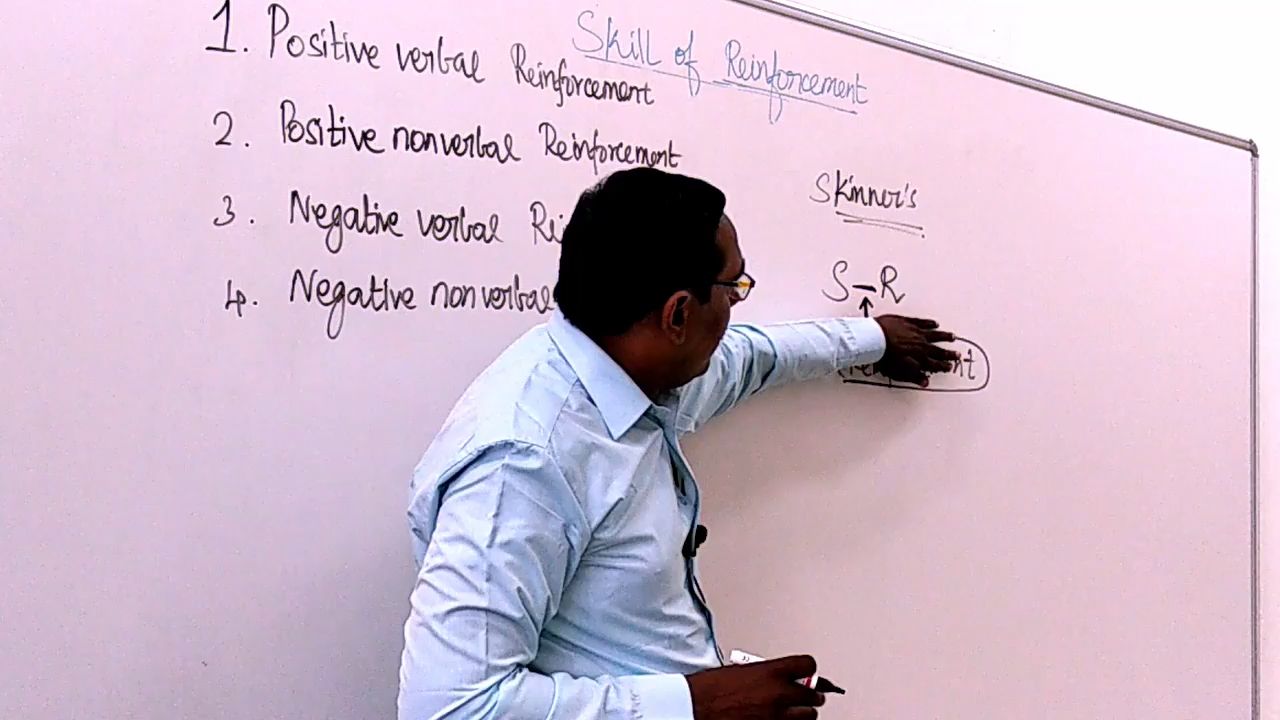 Skill of Reinforcement
1. Positive verbal Reinforcement
2. Positive nonverbal Reinforcement
3. Negative verbal
4. Negative nonverbal
Skinner's
S-R